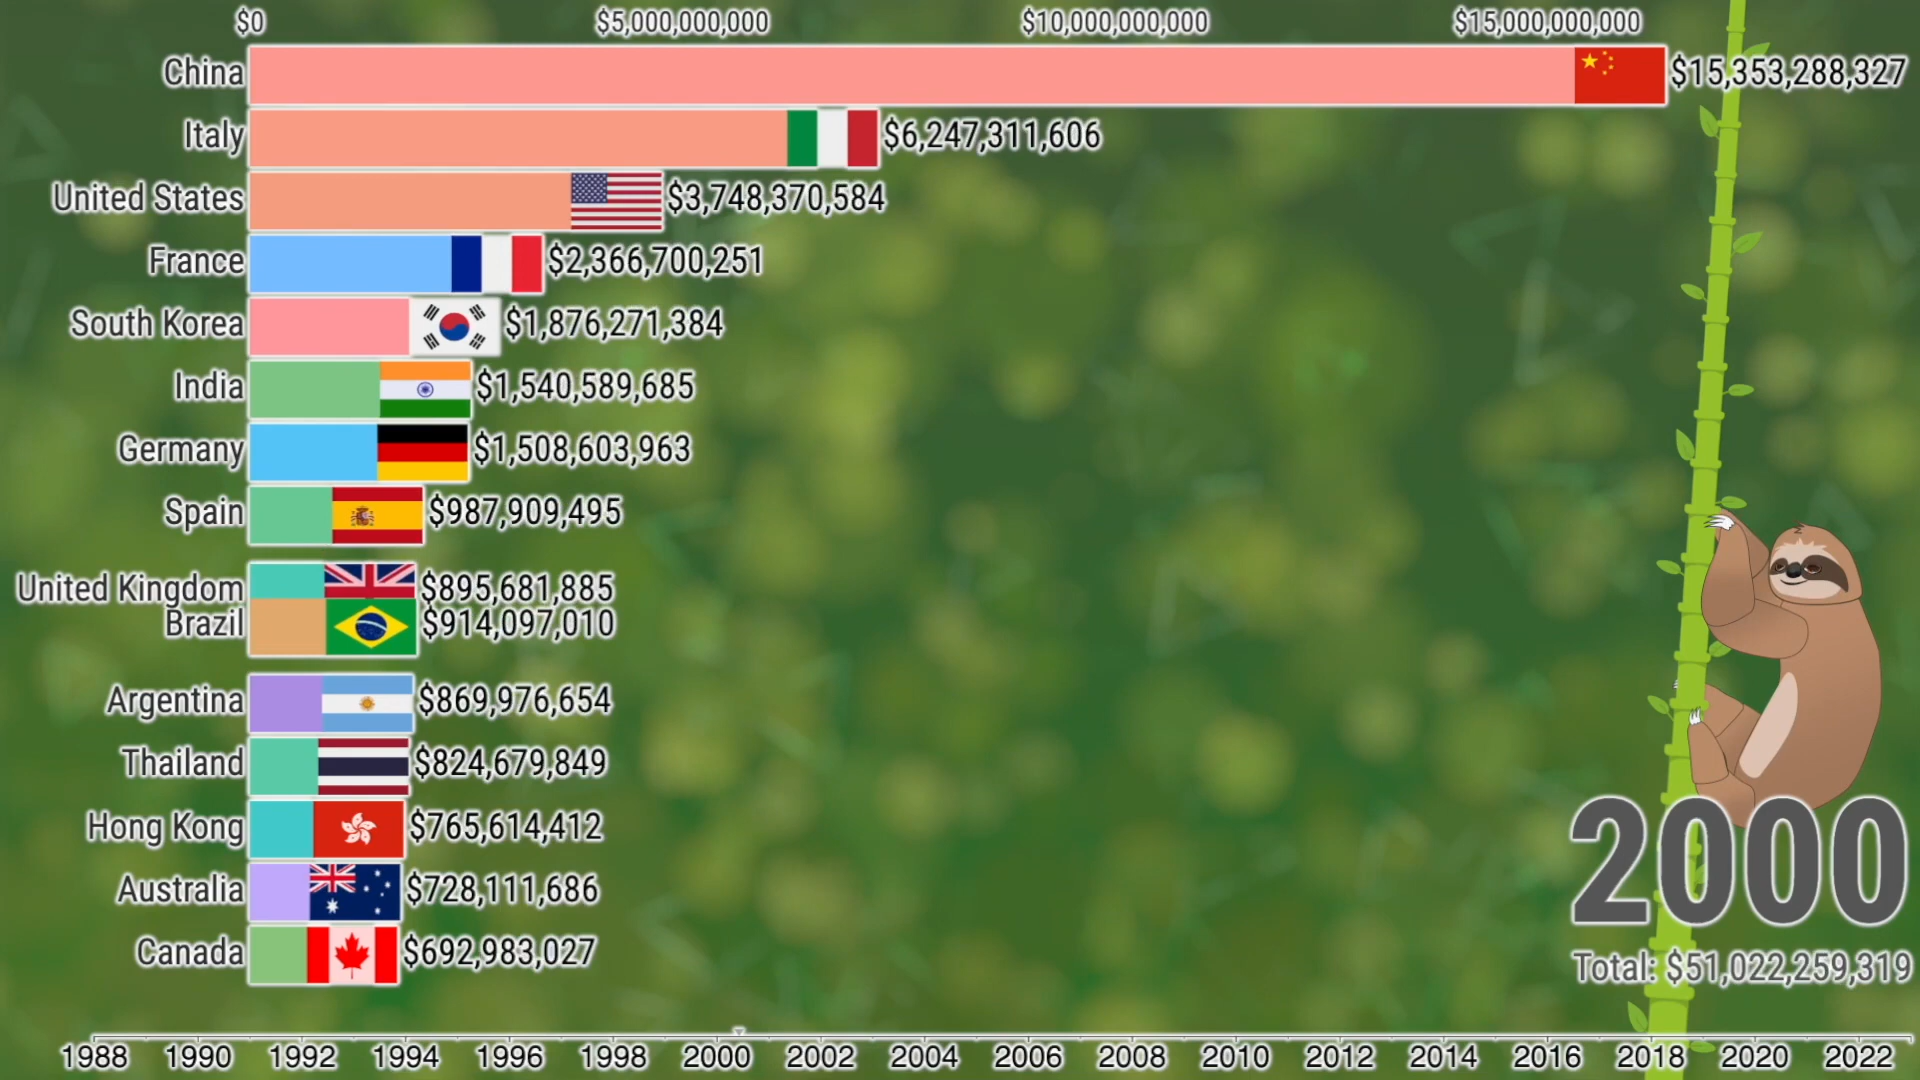 $0 $5,000,000,000 $10,000,000,000 $15,000,000,000
China $15,353,288,327
Italy $6,247,311,606
United States $3,748,370,584
France $2,366,700,251
South Korea $1,876,271,384
India $1,540,589,685
Germany $1,508,603,963
Spain $987,909,495
United Kingdom $895,681,885
Brazil $914,097,010
Argentina $869,976,654
Thailand $824,679,849
Hong Kong $765,614,412
Australia $728,111,686
Canada $692,983,027
2000
Total: $51,022,259,319
1988 1990 1992 1994 1996 1998 2000 2002 2004 2006 2008 2010 2012 2014 2016 2018 2020 2022